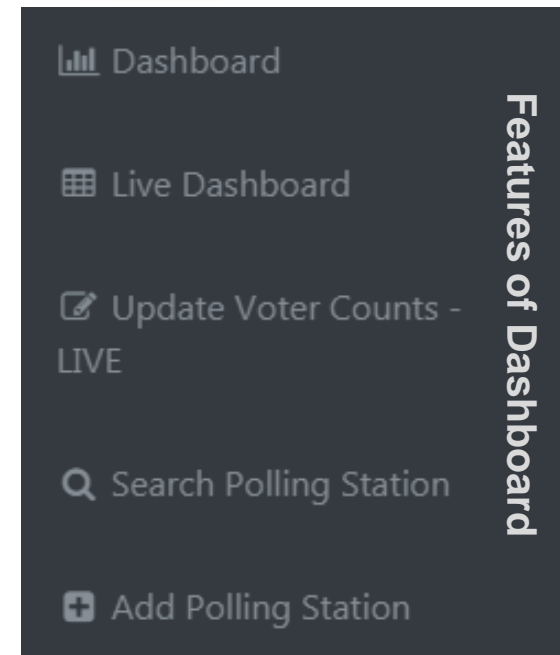 Dashboard
Live Dashboard
Update Voter Counts -
LIVE
Search Polling Station
Add Polling Station
Features of Dashboard